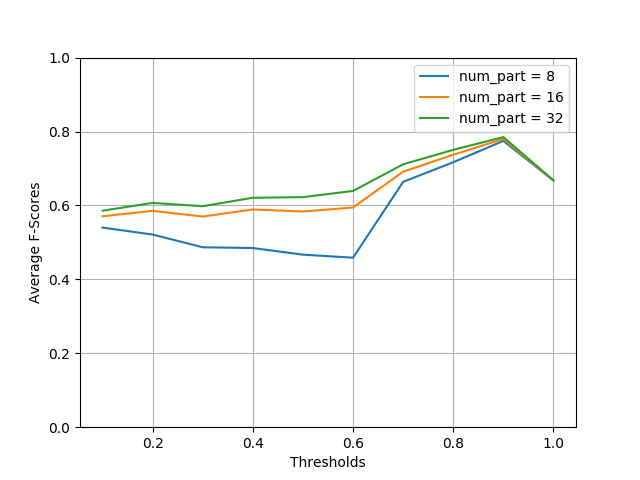 1.0
0.8
0.6
0.4
0.2
0.0
Average F-Scores
num_part = 8
num_part = 16
num_part = 32
0.2 0.4 0.6 0.8 1.0
Thresholds